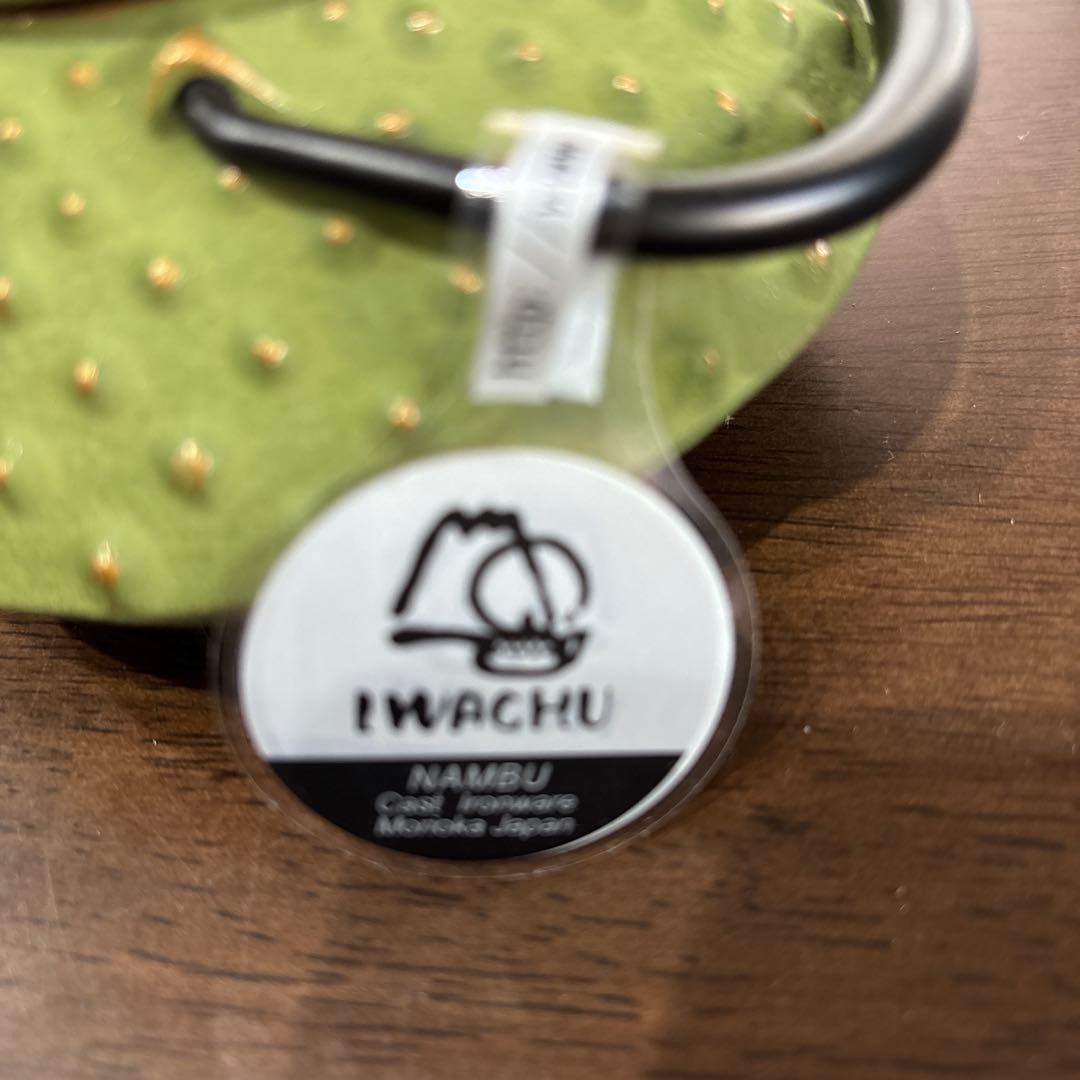 IWACHU
NAMBU
Cast Ironware
Morioka Japan